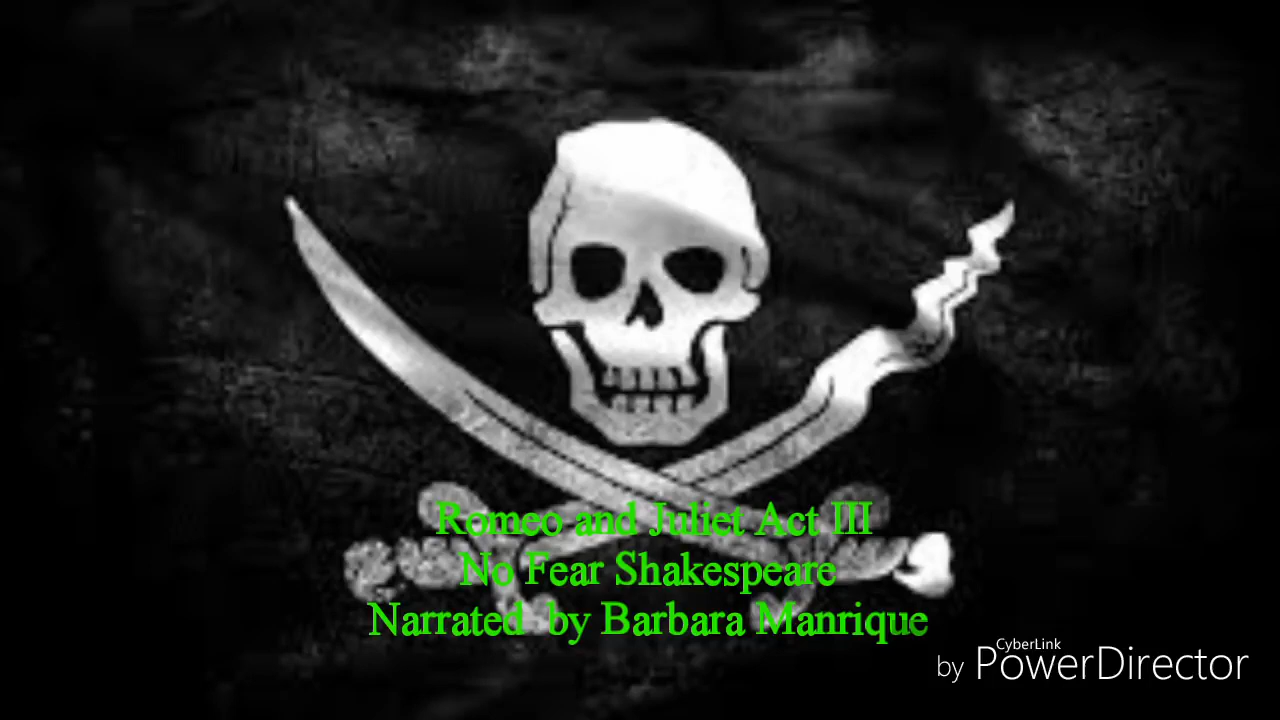 Romeo and Juliet Act III
No Fear Shakespeare
Narrated  by Barbara Manrique
CyberLink
by PowerDirector